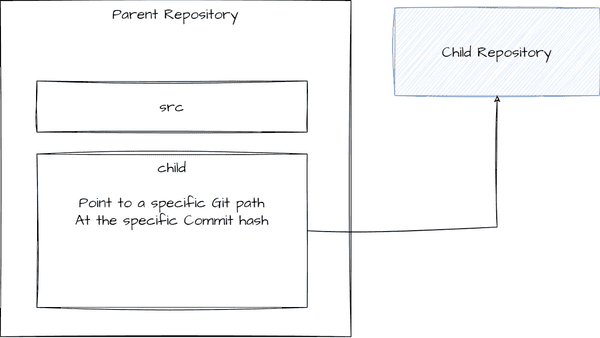 Parent Repository
Child Repository
src
child
Point to a specific Git path
At the specific Commit hash